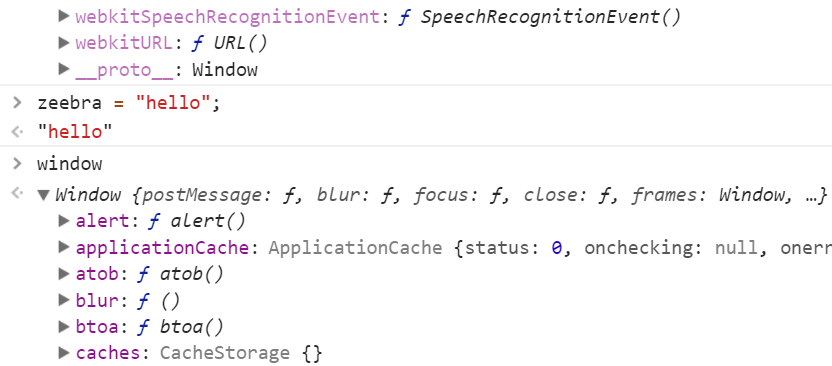 ▶ webkitSpeechRecognitionEvent: ƒ SpeechRecognitionEvent()
▶ webkitURL: ƒ URL()
▶ __proto__: Window
> zeebra = "hello";
<· "hello"
> window
<· ▼ Window {postMessage: ƒ, blur: ƒ, focus: ƒ, close: ƒ, frames: Window, …}
▶ alert: ƒ alert()
▶ applicationCache: ApplicationCache {status: 0, onchecking: null, onerr
▶ atob: ƒ atob()
▶ blur: ƒ ()
▶ btoa: ƒ btoa()
▶ caches: CacheStorage {}